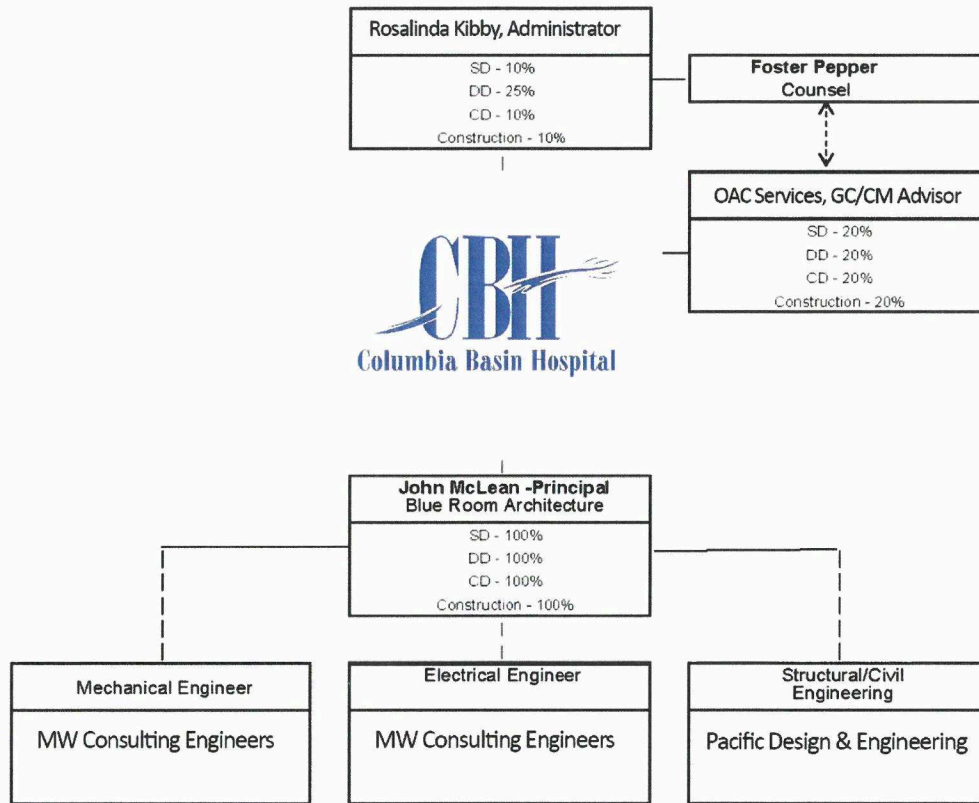 Rosalinda Kibby, Administrator
SD - 10%
DD - 25%
CD - 10%
Construction - 10%
Foster Pepper
Counsel
OAC Services, GC/CM Advisor
SD - 20%
DD - 20%
CD - 20%
Construction - 20%
CBH
Columbia Basin Hospital
John McLean -Principal
Blue Room Architecture
SD - 100%
DD - 100%
CD - 100%
Construction - 100%
Mechanical Engineer
MW Consulting Engineers
Electrical Engineer
MW Consulting Engineers
Structural/Civil
Engineering
Pacific Design & Engineering